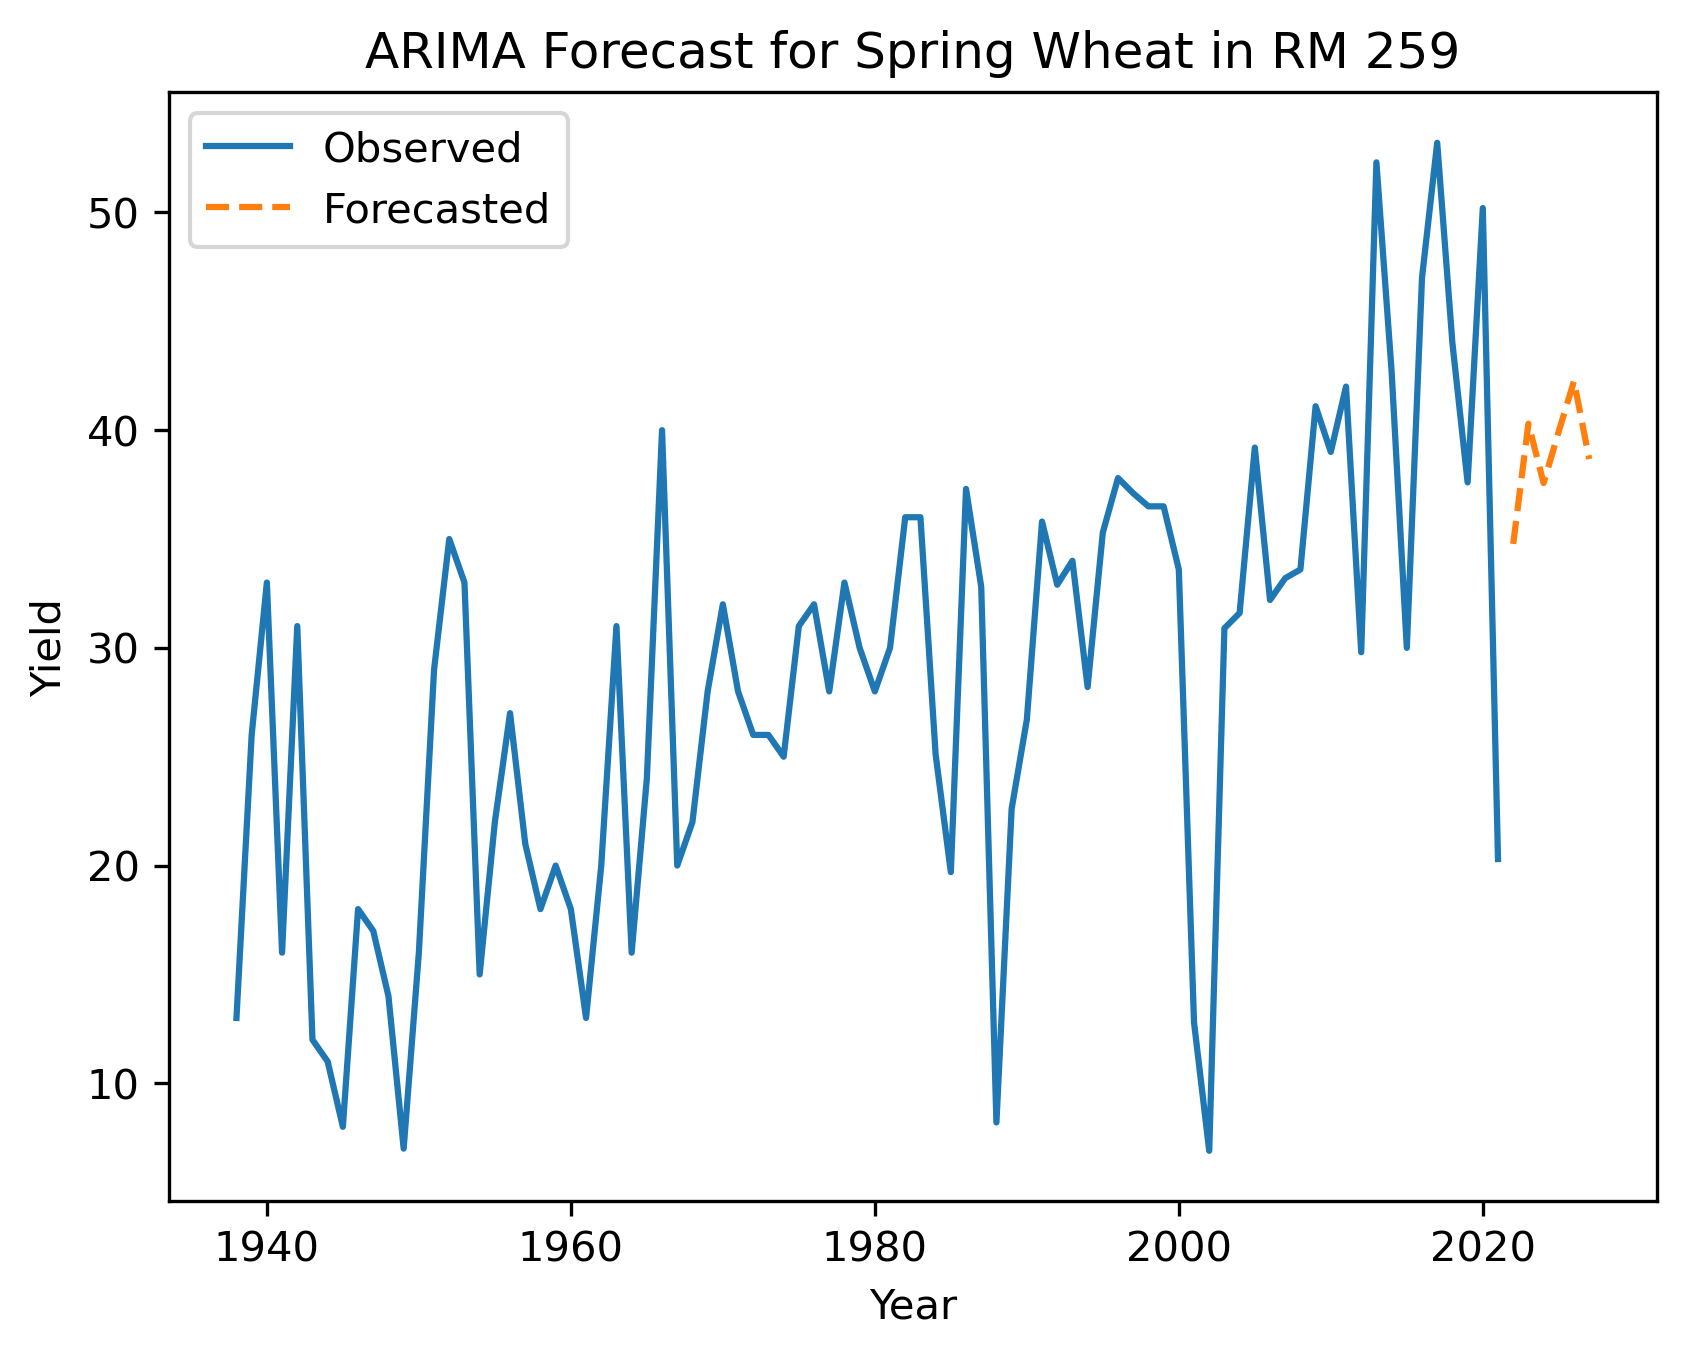 ARIMA Forecast for Spring Wheat in RM 259
Observed
Forecasted
50
40
30
20
10
Yield
1940 1960 1980 2000 2020
Year